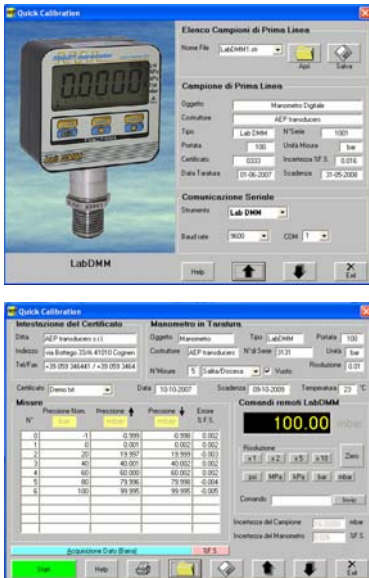 Quick Calibration
Elenco Campioni di Prima Linea
Nome File LabDMM1.stt
Apri Salva
Campione di Prima Linea
Oggetto Manometro Digitale
Costruttore AEP transducers
Tipo Lab DMM N°Serie 1001
Portata 100 Unità Misura bar
Certificato 0333 Incertezza %F.S. 0.016
Data Taratura 01-06-2007 Scadenza 31-05-2008
Comunicazione Seriale
Strumento Lab DMM
Baud rate 9600 COM 1
LabDMM
Help Exit
Quick Calibration
Intestazione del Certificato Manometro in Taratura
Ditta AEP transducers s.r.l Oggetto Manometro Tipo LabDMM Portata 100
Indirizzo via Bottego 33/A 41010 Cognen Costruttore AEP transducers N°di Serie 3131 Unità bar
Tel/Fax +39 059 346441 / +39 059 3464 N°Misure 5 Salita/Discesa Vuoto Risoluzione 0.01
Certificato Demo.txt Data 10-10-2007 Scadenza 09-10-2009 Temperatura 23 °C
Misure Comandi remoti LabDMM
N° Pressione Nom. Pressione Pressione Errore
bar bar bar %F.S.
0 -1 -0.999 -0.998 0.002
1 0 0.001 0.002 0.002
2 20 19.997 19.999 -0.003
3 40 40.001 40.002 0.002
4 60 60.000 60.002 0.002
5 80 79.996 79.998 -0.004
6 100 99.995 99.995 -0.005
100.00 mbar
Risoluzione
x1 x2 x5 x10 Zero
psi MPa kPa bar mbar
Comando Invio
Incertezza del Campione mbar
Incertezza del Manometro %F.S.
Acquisizione Dato (Barra) %F.S.
Start Help Exit